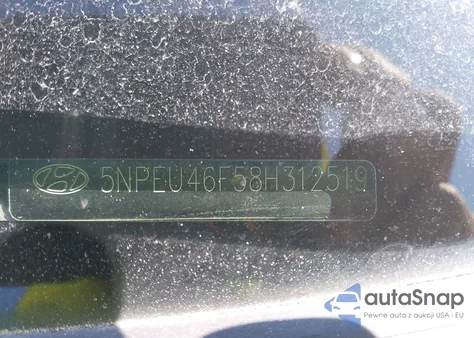 5NPEU46F58H312519
autaSnap
Pewne auta z aukcji USA i EU